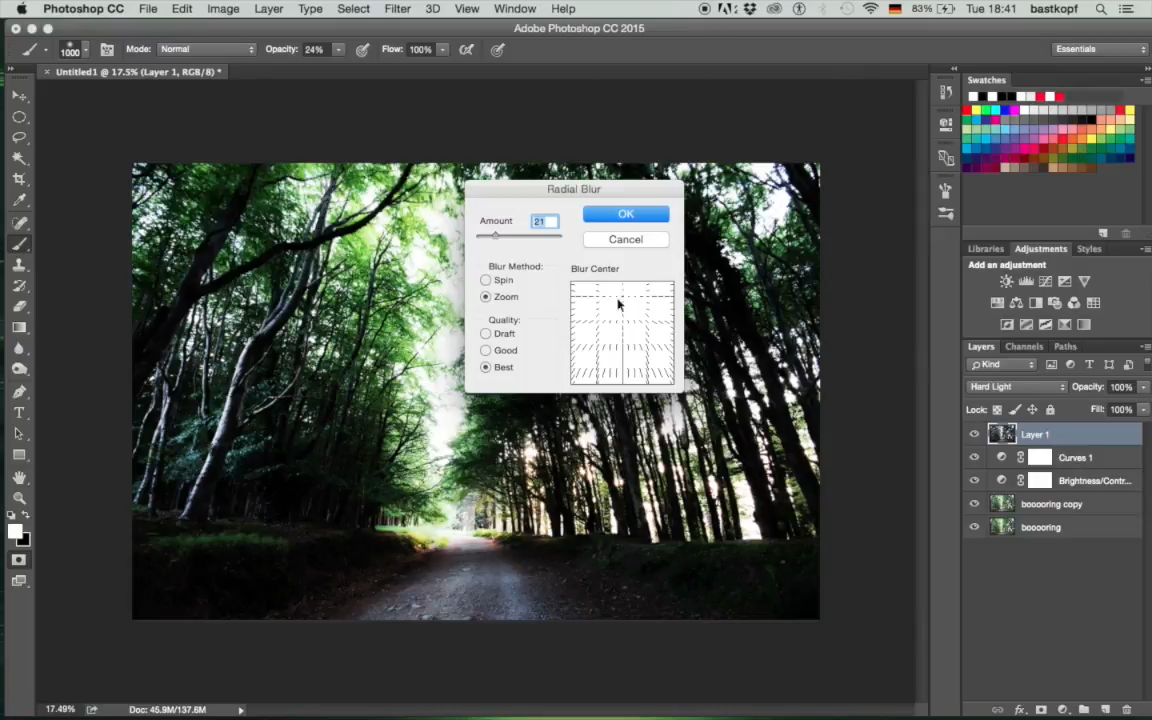 Photoshop CC File Edit Image Layer Type Select Filter 3D View Window Help 83% Tue 18:41 bastkopf
Adobe Photoshop CC 2015
1000 Mode: Normal Opacity: 24% Flow: 100% Essentials
× Untitled1 @ 17.5% (Layer 1, RGB/8) *
Swatches
Radial Blur
Amount 21 OK
Cancel
Blur Method: Blur Center
Spin
Zoom
Quality:
Draft
Good
Best
Libraries Adjustments Styles
Add an adjustment
Layers Channels Paths
Kind
Hard Light Opacity: 100%
Lock: Fill: 100%
Layer 1
Curves 1
Brightness/Contr...
booooring copy
booooring
17.49% Doc: 45.9M/137.6M